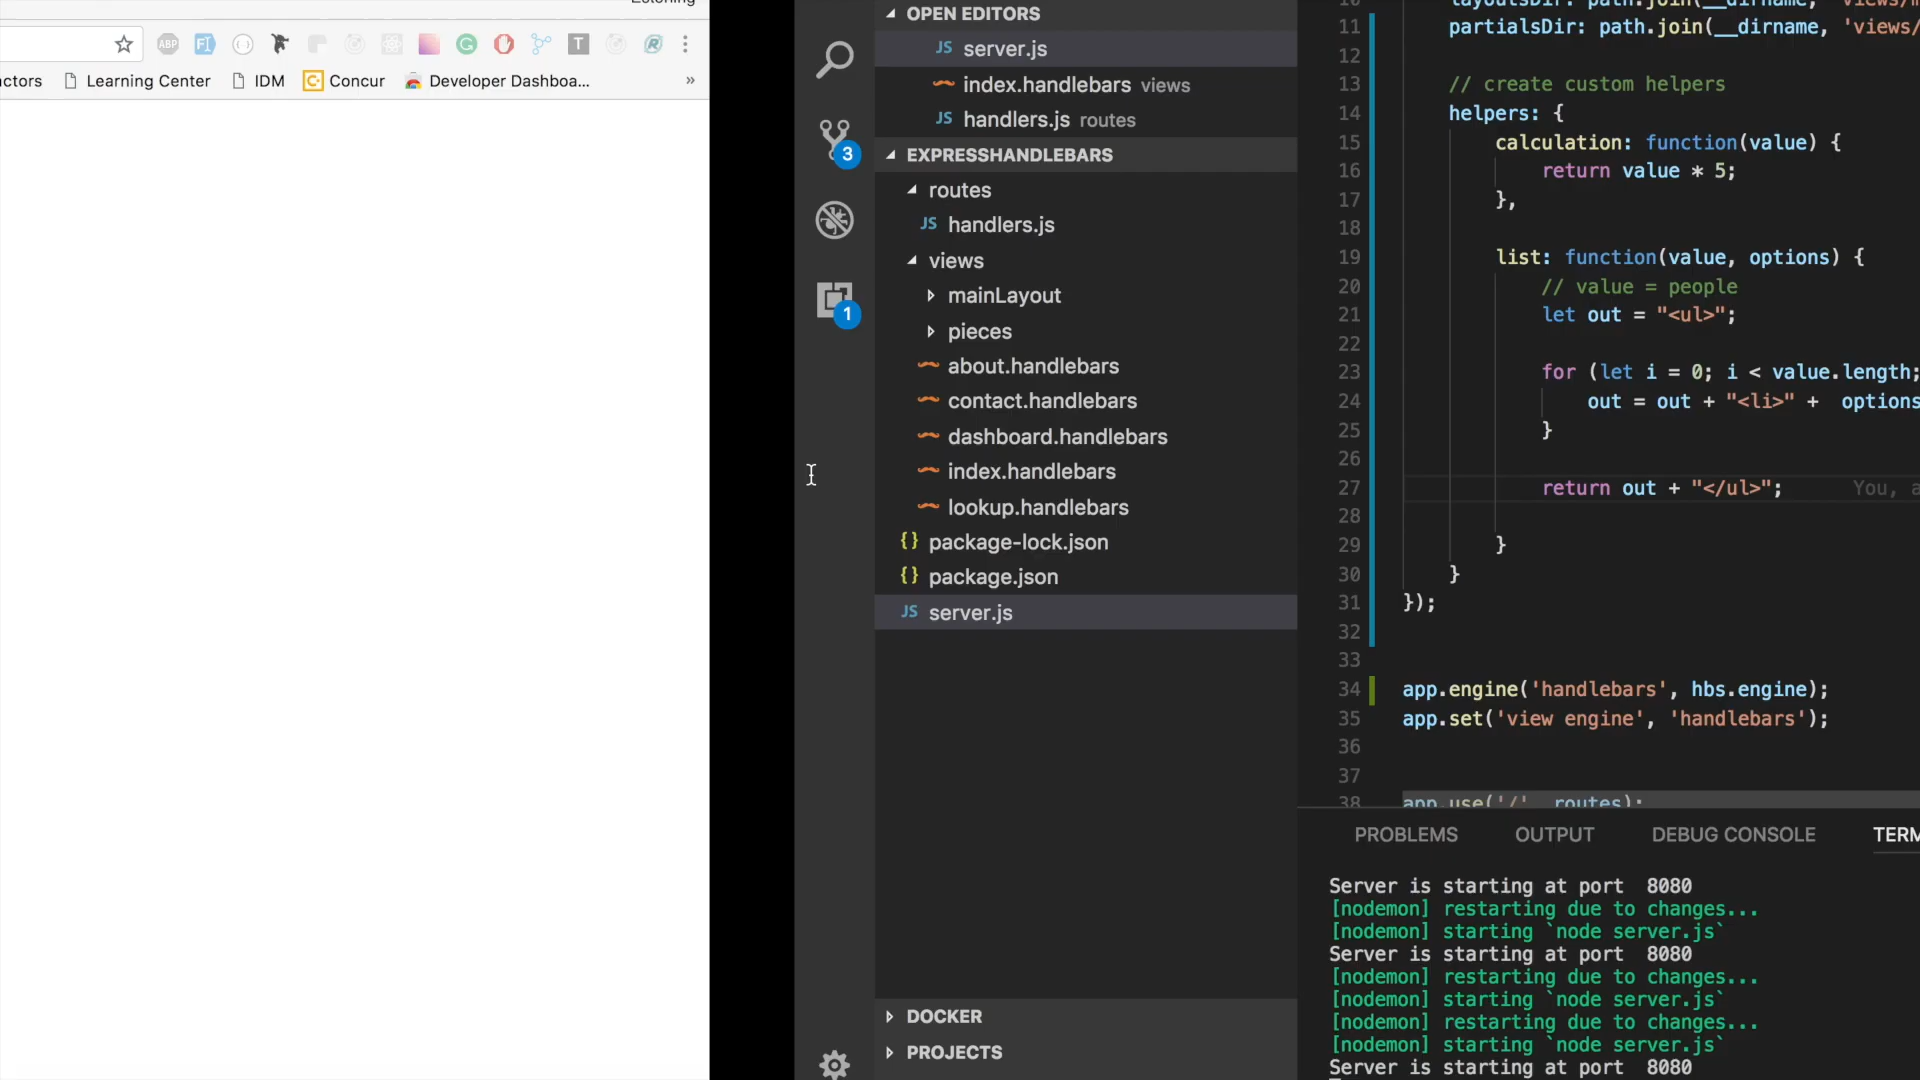 ABP
T
Learning Center
IDM
Concur
Developer Dashboa...
»
3
1
OPEN EDITORS
JS server.js
index.handlebars views
JS handlers.js routes
EXPRESSHANDLEBARS
routes
JS handlers.js
views
mainLayout
pieces
about.handlebars
contact.handlebars
dashboard.handlebars
index.handlebars
lookup.handlebars
{} package-lock.json
{} package.json
JS server.js
DOCKER
PROJECTS
11 partialsDir: path.join(__dirname, 'views/
12
13 // create custom helpers
14 helpers: {
15 calculation: function(value) {
16 return value * 5;
17 },
18
19 list: function(value, options) {
20 // value = people
21 let out = "<ul>";
22
23 for (let i = 0; i < value.length;
24 out = out + "<li>" + options
25 }
26
27 return out + "</ul>"; You, a
28
29 }
30 }
31 });
32
33
34 app.engine('handlebars', hbs.engine);
35 app.set('view engine', 'handlebars');
36
37
38 app.use('/', routes);
PROBLEMS OUTPUT DEBUG CONSOLE TERM
Server is starting at port 8080
[nodemon] restarting due to changes...
[nodemon] starting `node server.js`
Server is starting at port 8080
[nodemon] restarting due to changes...
[nodemon] starting `node server.js`
[nodemon] restarting due to changes...
[nodemon] starting `node server.js`
Server is starting at port 8080